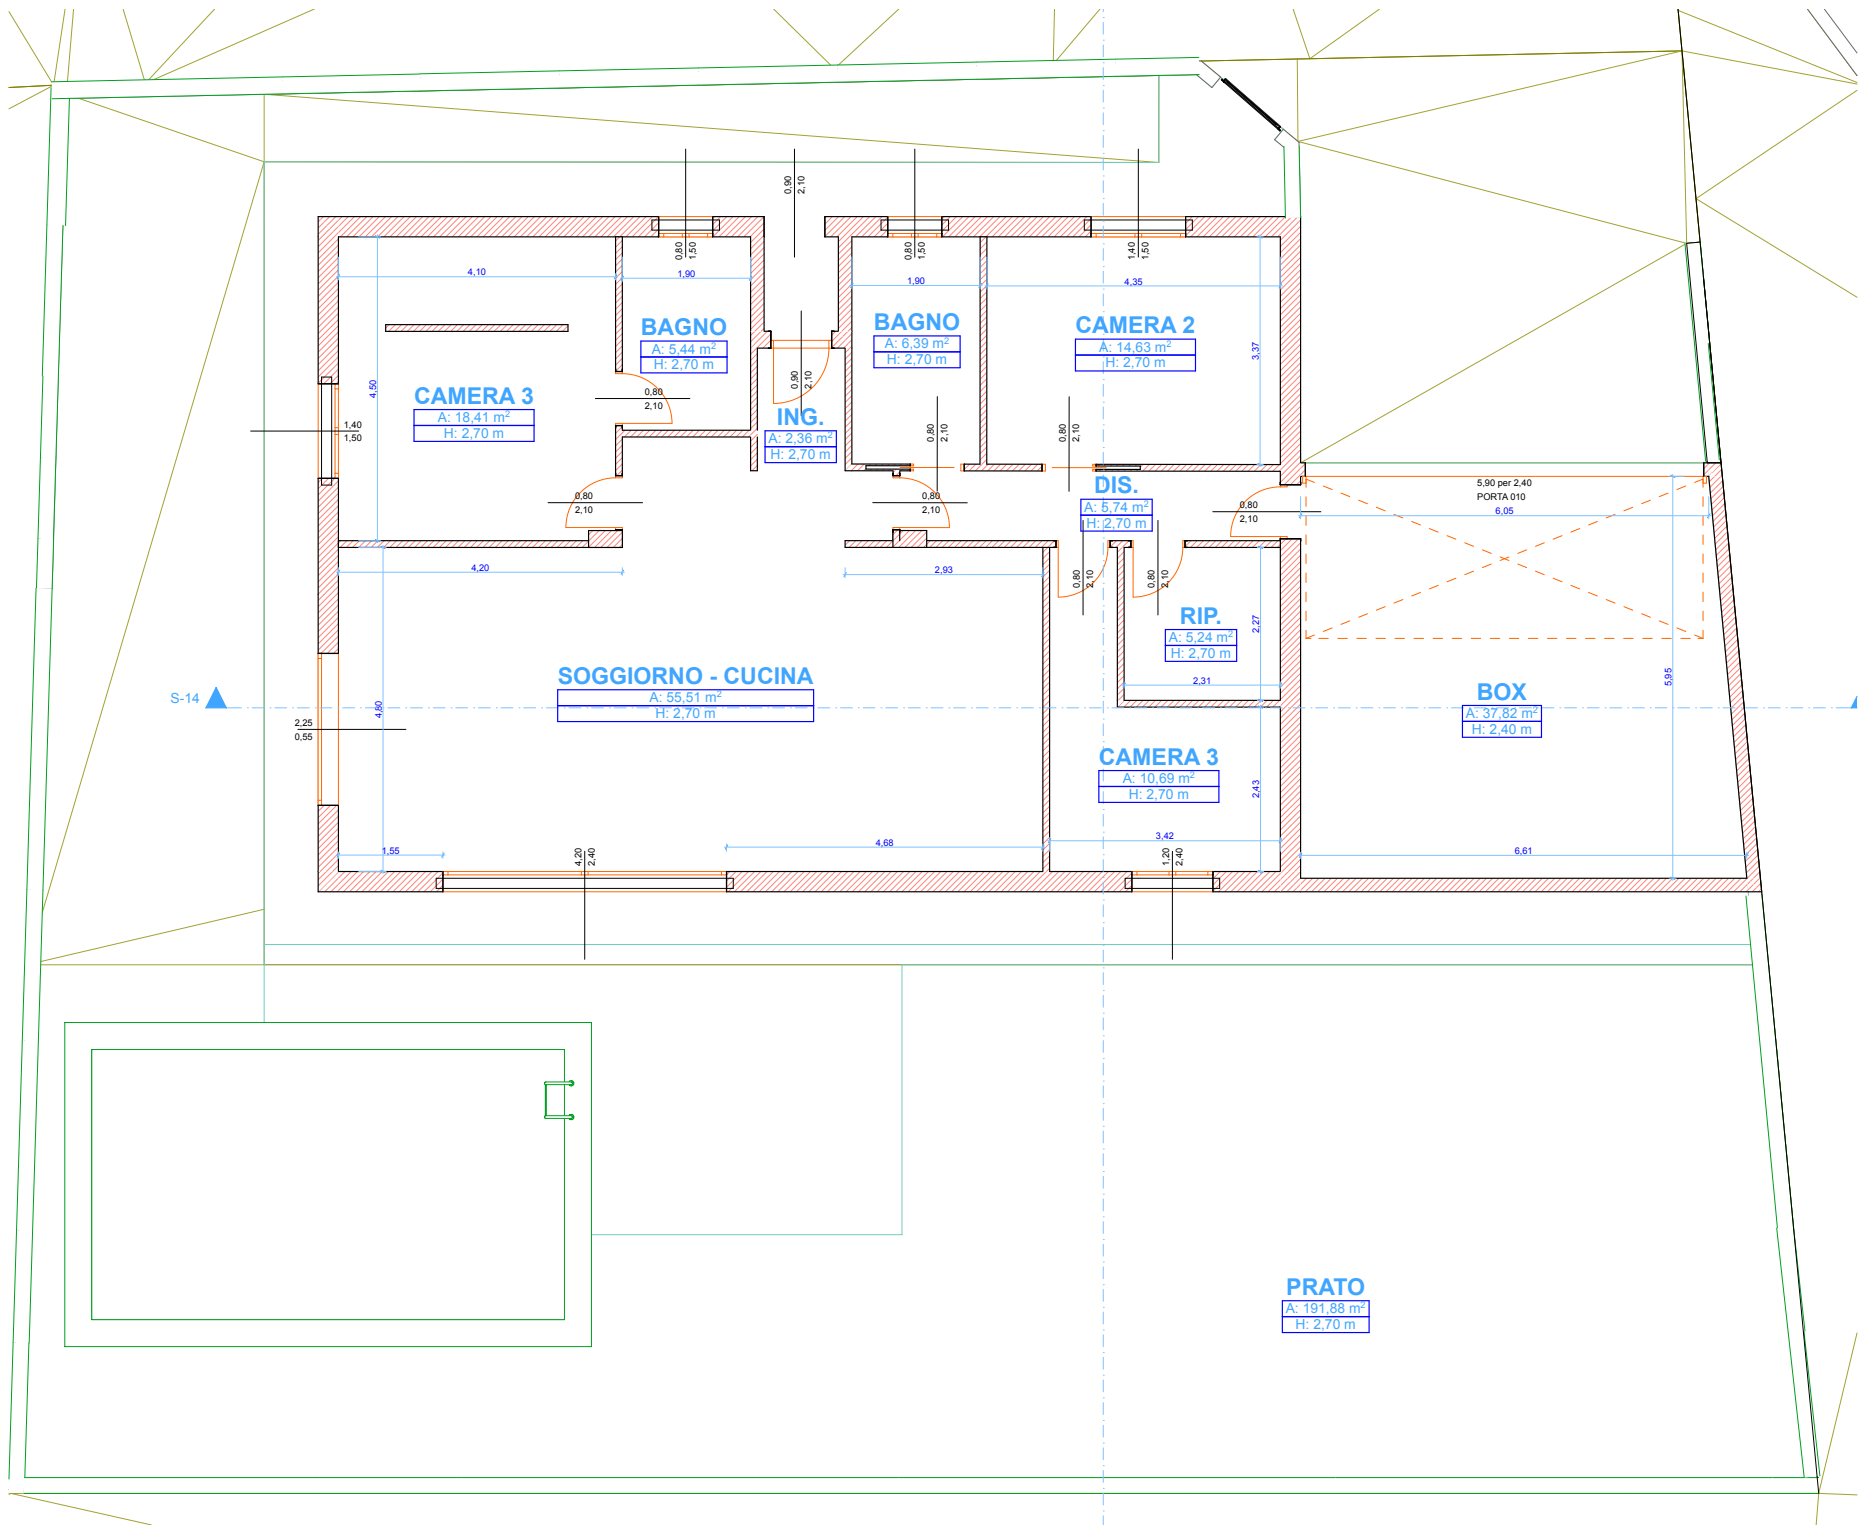 0,90
2,10
0,80
1,50
0,80
1,50
1,40
1,50
4,10
1,90
1,90
4,35
BAGNO
A: 5,44 m²
H: 2,70 m
BAGNO
A: 6,39 m²
H: 2,70 m
CAMERA 2
A: 14,63 m²
H: 2,70 m
3,37
4,50
CAMERA 3
A: 18,41 m²
H: 2,70 m
0,80
2,10
0,90
2,10
ING.
A: 2,36 m²
H: 2,70 m
1,40
1,50
0,80
2,10
0,80
2,10
0,80
2,10
0,80
2,10
DIS.
A: 5,74 m²
H: 2,70 m
0,80
2,10
5,90 per 2,40
PORTA 010
6,05
4,20
2,93
0,80
2,10
0,80
2,10
RIP.
A: 5,24 m²
H: 2,70 m
2,27
2,31
SOGGIORNO - CUCINA
A: 55,51 m²
H: 2,70 m
S-14
4,80
2,25
0,55
BOX
A: 37,82 m²
H: 2,40 m
5,95
CAMERA 3
A: 10,69 m²
H: 2,70 m
2,43
1,55
4,68
3,42
6,61
4,20
2,40
1,20
2,40
PRATO
A: 191,88 m²
H: 2,70 m